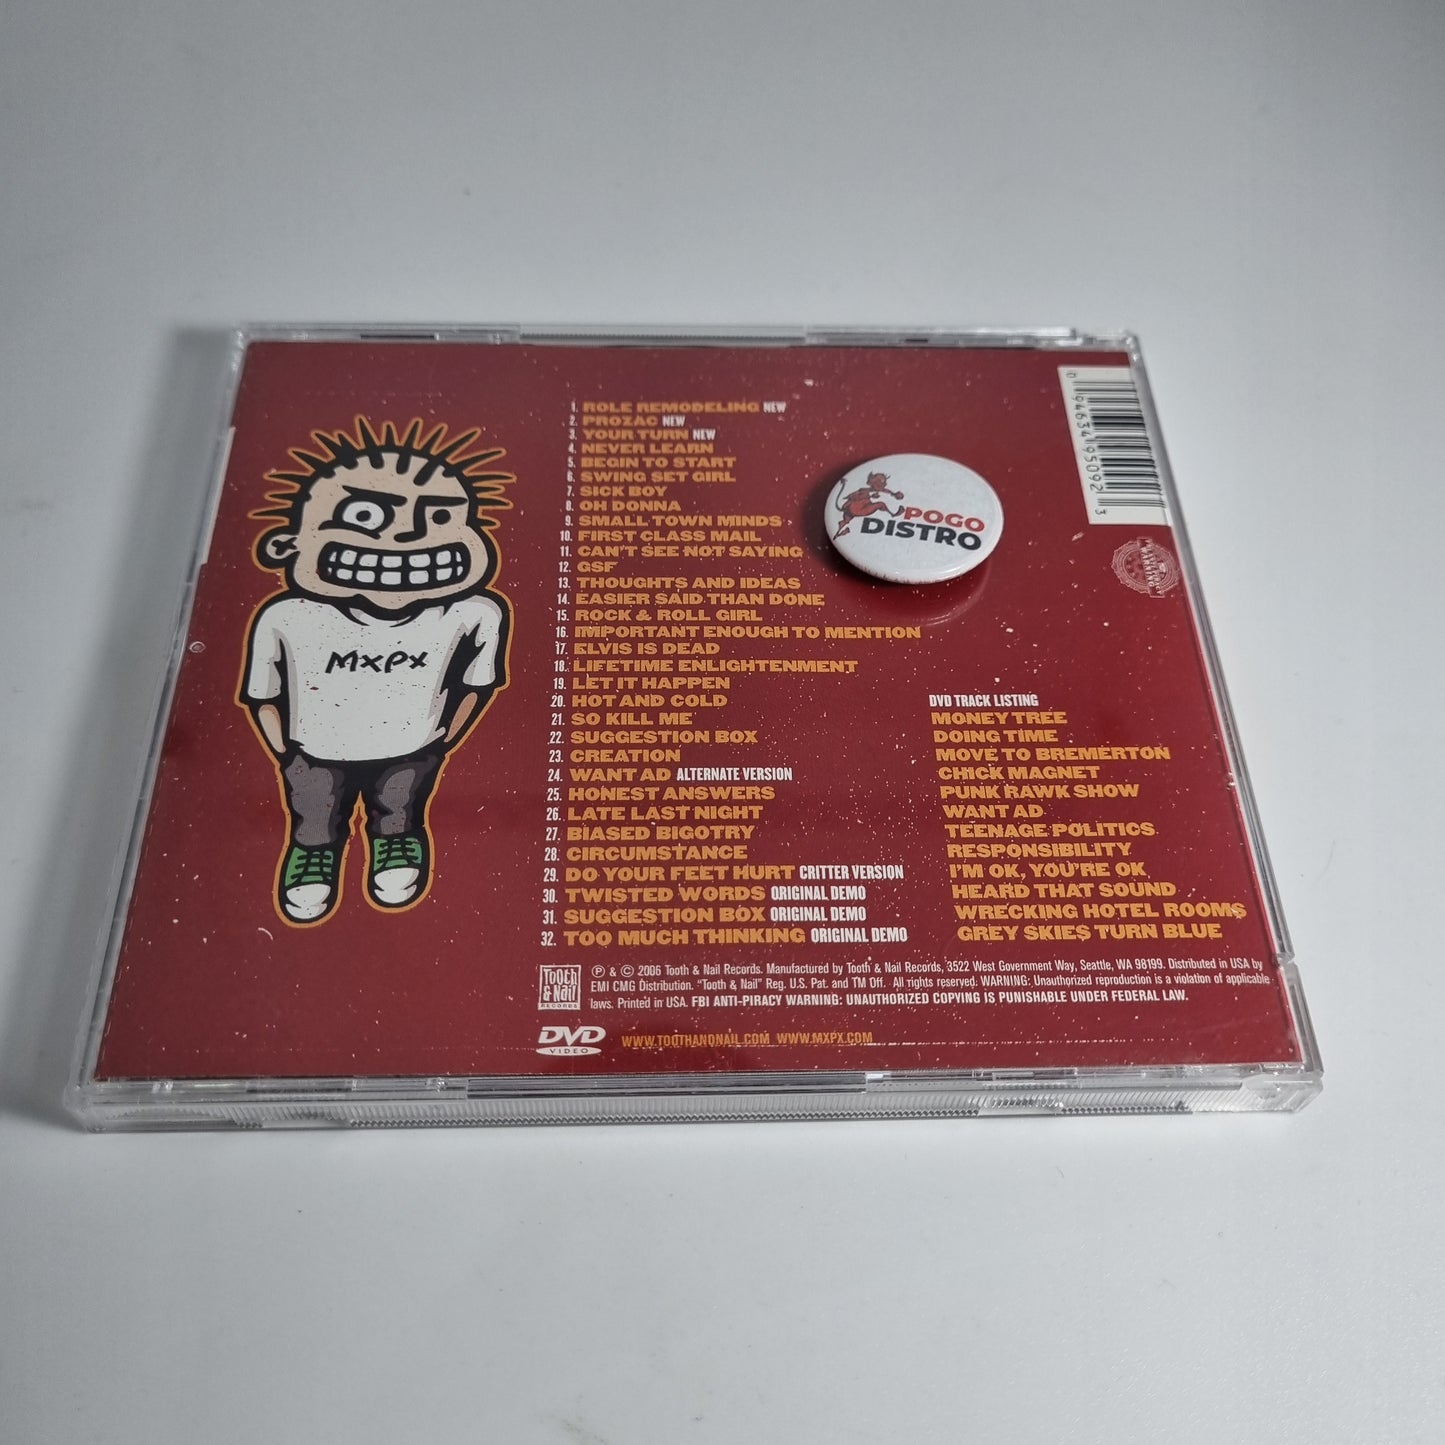 1. ROLE REMODELING NEW
2. PROZAC NEW
3. YOUR TURN NEW
4. NEVER LEARN
5. BEGIN TO START
6. SWING SET GIRL
7. SICK BOY
8. OH DONNA
9. SMALL TOWN MINDS
10. FIRST CLASS MAIL
11. CAN'T SEE NOT SAYING
12. GSF
13. THOUGHTS AND IDEAS
14. EASIER SAID THAN DONE
15. ROCK & ROLL GIRL
16. IMPORTANT ENOUGH TO MENTION
17. ELVIS IS DEAD
18. LIFETIME ENLIGHTENMENT
19. LET IT HAPPEN
20. HOT AND COLD
21. SO KILL ME
22. SUGGESTION BOX
23. CREATION
24. WANT AD ALTERNATE VERSION
25. HONEST ANSWERS
26. LATE LAST NIGHT
27. BIASED BIGOTRY
28. CIRCUMSTANCE
29. DO YOUR FEET HURT CRITTER VERSION
30. TWISTED WORDS ORIGINAL DEMO
31. SUGGESTION BOX ORIGINAL DEMO
32. TOO MUCH THINKING ORIGINAL DEMO
MXPX
POGO
DISTRO
0 94634 95092 3
DVD TRACK LISTING
MONEY TREE
DOING TIME
MOVE TO BREMERTON
CHICK MAGNET
PUNK RAWK SHOW
WANT AD
TEENAGE POLITICS
RESPONSIBILITY
I'M OK, YOU'RE OK
HEARD THAT SOUND
WRECKING HOTEL ROOMS
GREY SKIES TURN BLUE
Tooth
& Nail
RECORDS
℗ & © 2006 Tooth & Nail Records. Manufactured by Tooth & Nail Records, 3522 West Government Way, Seattle, WA 98199. Distributed in USA by
EMI CMG Distribution. "Tooth & Nail" Reg. U.S. Pat. and TM Off. All rights reserved. WARNING: Unauthorized reproduction is a violation of applicable
laws. Printed in USA. FBI ANTI-PIRACY WARNING: UNAUTHORIZED COPYING IS PUNISHABLE UNDER FEDERAL LAW.
DVD
VIDEO
WWW.TOOTHANDNAIL.COM WWW.MXPX.COM